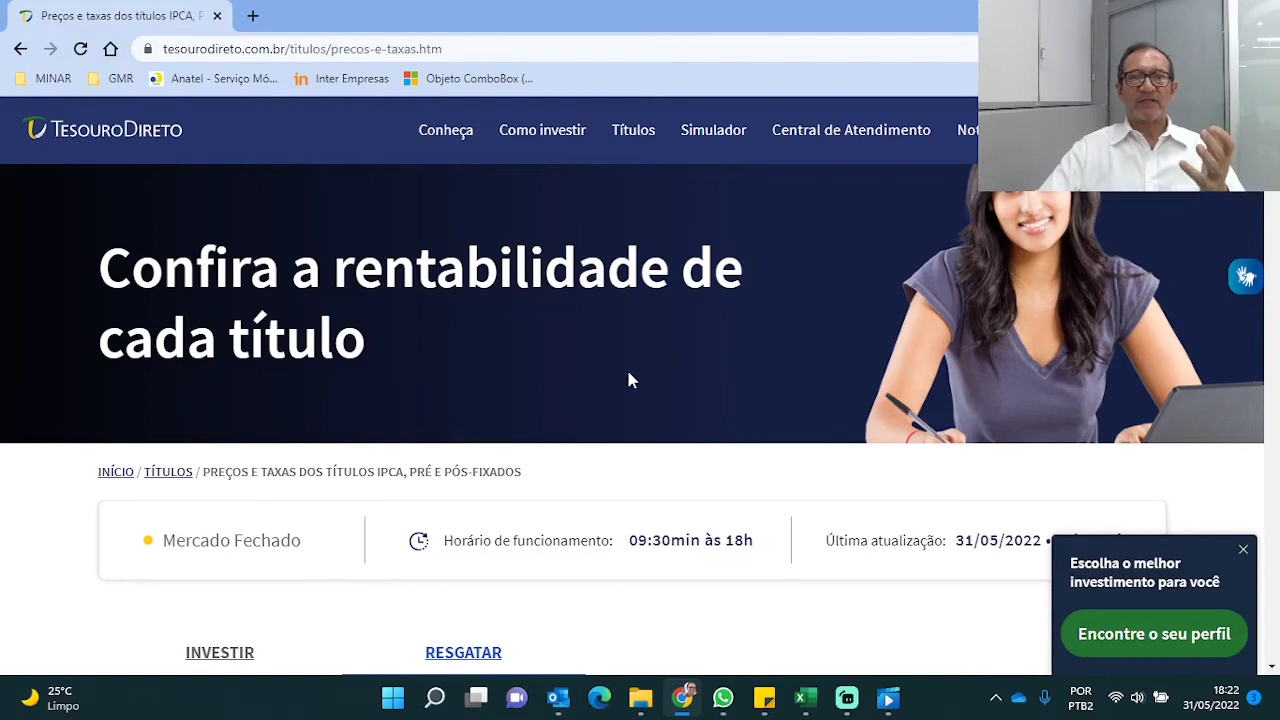 Preços e taxas dos títulos IPCA, P
tesourodireto.com.br/titulos/precos-e-taxas.htm
MINAR GMR Anatel - Serviço Mó... Inter Empresas Objeto ComboBox (...
TESOURODIRETO Conheça Como investir Títulos Simulador Central de Atendimento Not
Confira a rentabilidade de
cada título
INÍCIO / TÍTULOS / PREÇOS E TAXAS DOS TÍTULOS IPCA, PRÉ E PÓS-FIXADOS
Mercado Fechado Horário de funcionamento: 09:30min às 18h Última atualização: 31/05/2022 •
Escolha o melhor
investimento para você
Encontre o seu perfil
INVESTIR RESGATAR
25°C
Limpo
POR
PTB2
18:22
31/05/2022
3